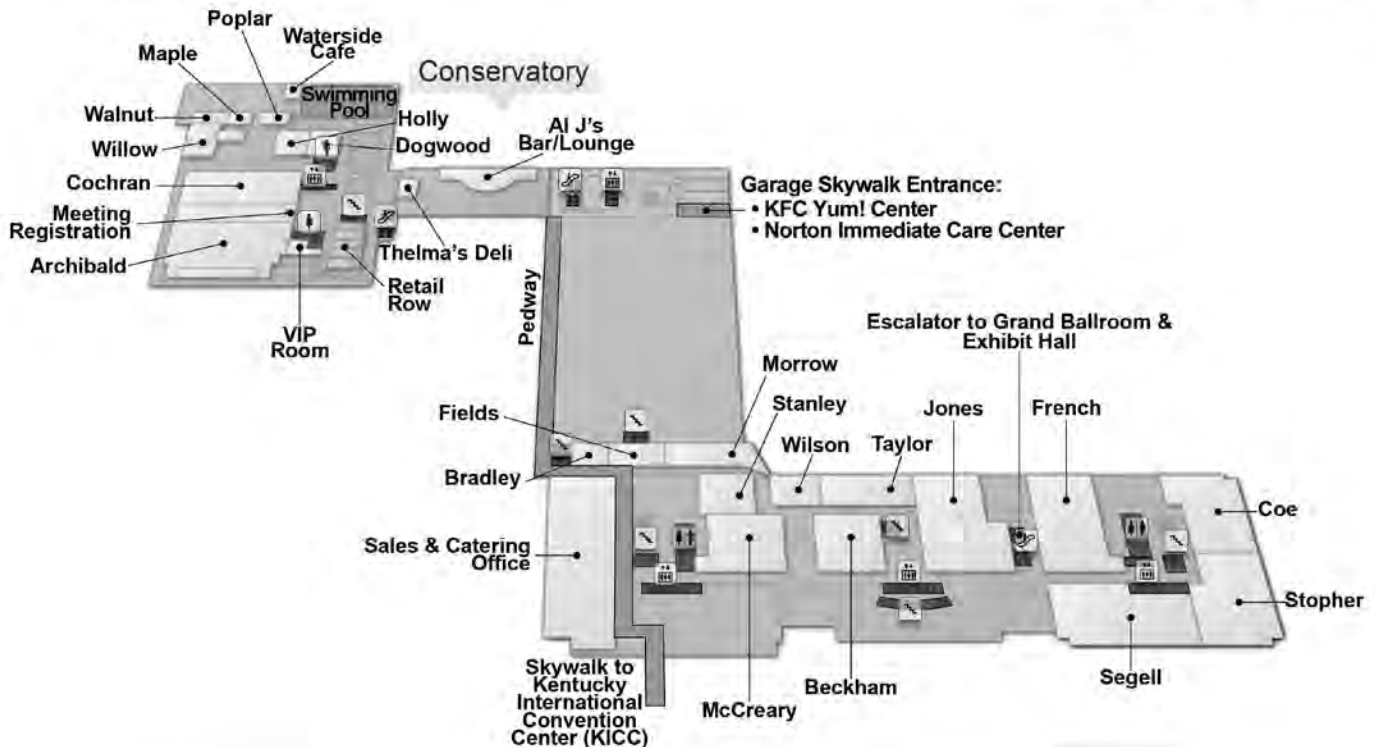 Poplar
Waterside
Cafe
Maple
Conservatory
Swimming
Pool
Walnut
Holly
Al J's
Bar/Lounge
Willow
Dogwood
Cochran
Garage Skywalk Entrance:
• KFC Yum! Center
• Norton Immediate Care Center
Meeting
Registration
Archibald
Thelma's Deli
Retail
Row
VIP
Room
Pedway
Escalator to Grand Ballroom &
Exhibit Hall
Morrow
Stanley
Jones
French
Fields
Wilson
Taylor
Bradley
Coe
Sales & Catering
Office
Stopher
Skywalk to
Kentucky
International
Convention
Center (KICC)
McCreary
Beckham
Segell